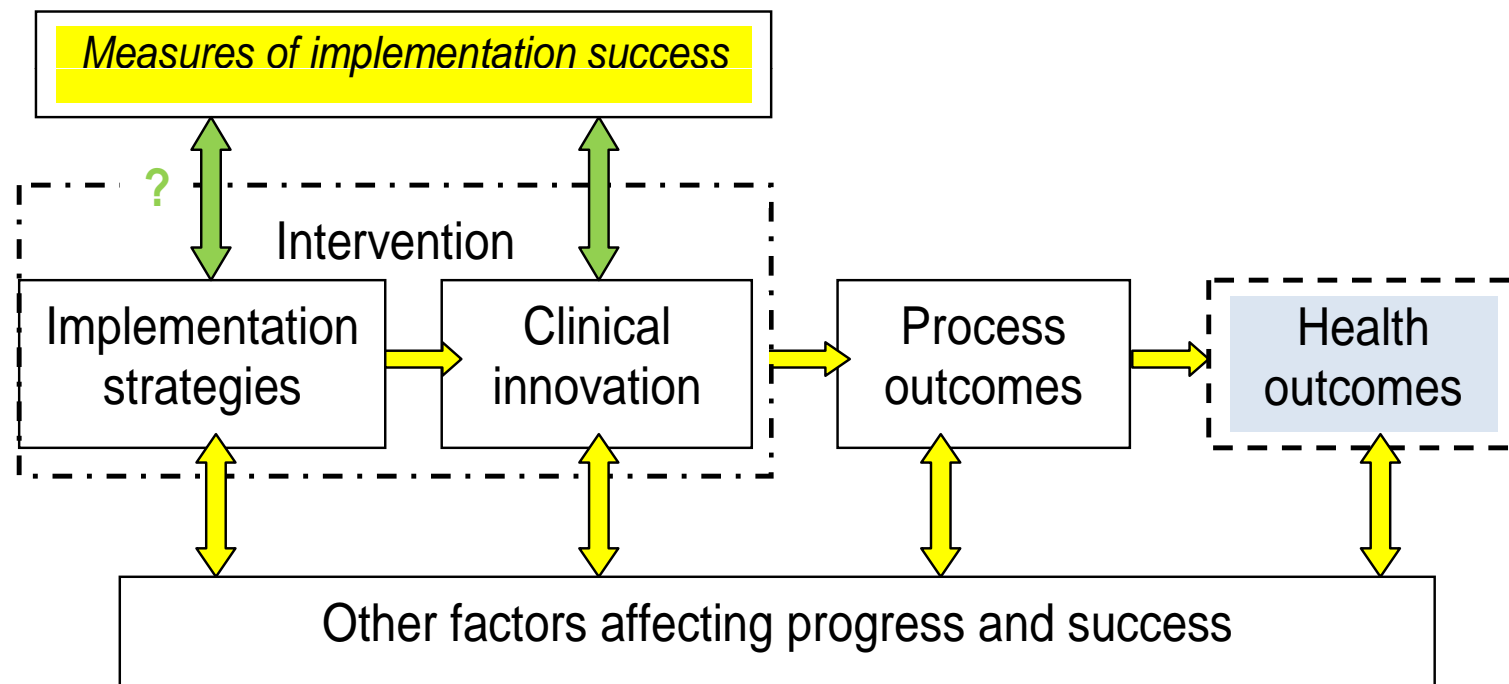 Measures of implementation success
?
Intervention
Implementation
strategies
Clinical
innovation
Process
outcomes
Health
outcomes
Other factors affecting progress and success